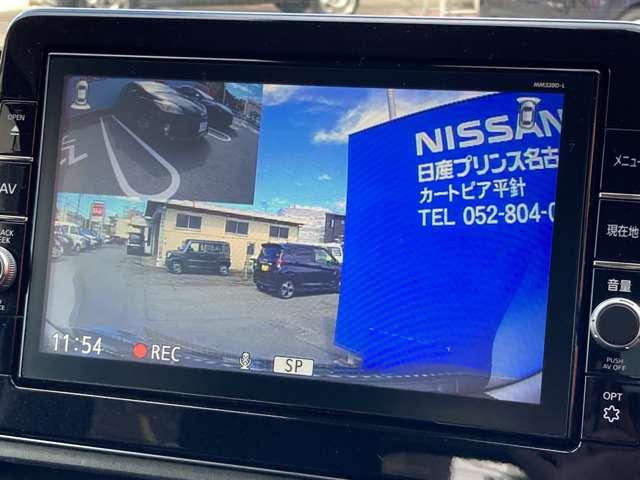 MM320D-L
OPEN
AV
メニュー
現在地
音量
PUSH
AV OFF
OPT
NISSAN
日産プリンス名古
カートピア平針
TEL 052-804-0
11:54
REC
SP